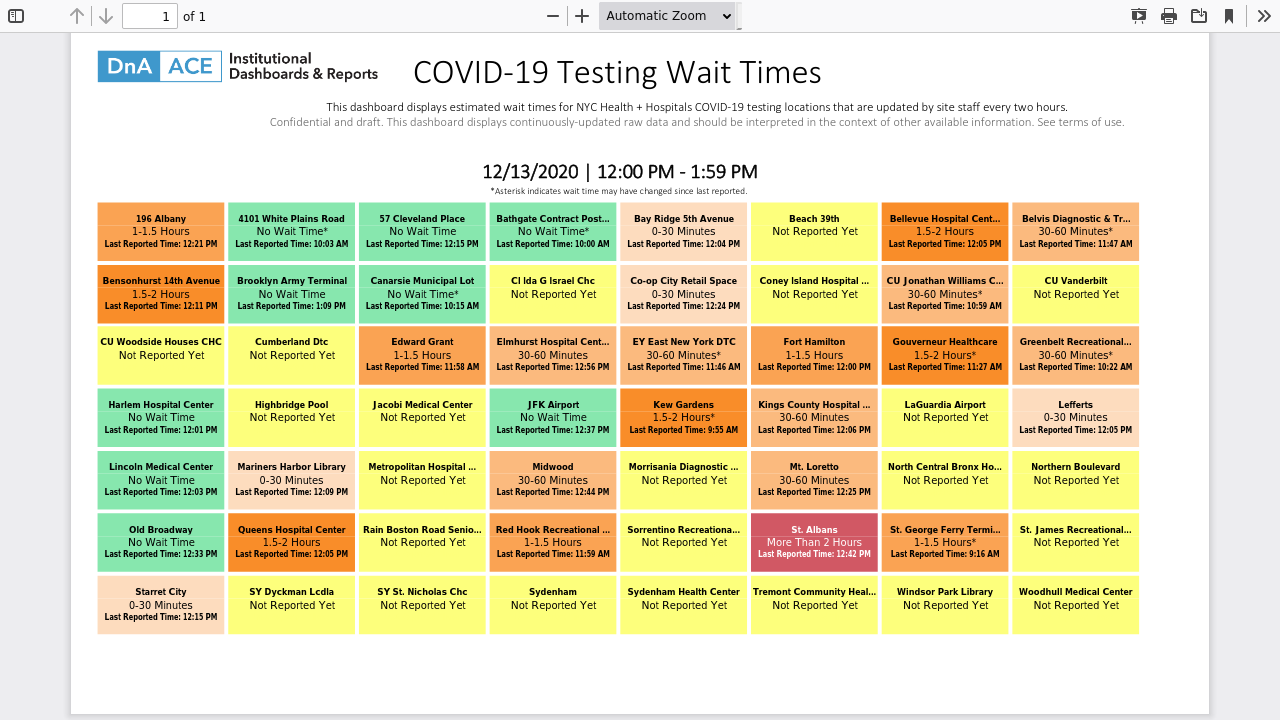 1 of 1
Automatic Zoom
DnA ACE Institutional
Dashboards & Reports
COVID-19 Testing Wait Times
This dashboard displays estimated wait times for NYC Health + Hospitals COVID-19 testing locations that are updated by site staff every two hours.
Confidential and draft. This dashboard displays continuously-updated raw data and should be interpreted in the context of other available information. See terms of use.
12/13/2020 | 12:00 PM - 1:59 PM
*Asterisk indicates wait time may have changed since last reported.
196 Albany
1-1.5 Hours
Last Reported Time: 12:21 PM
4101 White Plains Road
No Wait Time*
Last Reported Time: 10:03 AM
57 Cleveland Place
No Wait Time
Last Reported Time: 12:15 PM
Bathgate Contract Post...
No Wait Time*
Last Reported Time: 10:00 AM
Bay Ridge 5th Avenue
0-30 Minutes
Last Reported Time: 12:04 PM
Beach 39th
Not Reported Yet
Bellevue Hospital Cent...
1.5-2 Hours
Last Reported Time: 12:05 PM
Belvis Diagnostic & Tr...
30-60 Minutes*
Last Reported Time: 11:47 AM
Bensonhurst 14th Avenue
1.5-2 Hours
Last Reported Time: 12:11 PM
Brooklyn Army Terminal
No Wait Time
Last Reported Time: 1:09 PM
Canarsie Municipal Lot
No Wait Time*
Last Reported Time: 10:15 AM
CI Ida G Israel Chc
Not Reported Yet
Co-op City Retail Space
0-30 Minutes
Last Reported Time: 12:24 PM
Coney Island Hospital ...
Not Reported Yet
CU Jonathan Williams C...
30-60 Minutes*
Last Reported Time: 10:59 AM
CU Vanderbilt
Not Reported Yet
CU Woodside Houses CHC
Not Reported Yet
Cumberland Dtc
Not Reported Yet
Edward Grant
1-1.5 Hours
Last Reported Time: 11:58 AM
Elmhurst Hospital Cent...
30-60 Minutes
Last Reported Time: 12:56 PM
EY East New York DTC
30-60 Minutes*
Last Reported Time: 11:46 AM
Fort Hamilton
1-1.5 Hours
Last Reported Time: 12:00 PM
Gouverneur Healthcare
1.5-2 Hours*
Last Reported Time: 11:27 AM
Greenbelt Recreational...
30-60 Minutes*
Last Reported Time: 10:22 AM
Harlem Hospital Center
No Wait Time
Last Reported Time: 12:01 PM
Highbridge Pool
Not Reported Yet
Jacobi Medical Center
Not Reported Yet
JFK Airport
No Wait Time
Last Reported Time: 12:37 PM
Kew Gardens
1.5-2 Hours*
Last Reported Time: 9:55 AM
Kings County Hospital ...
30-60 Minutes
Last Reported Time: 12:06 PM
LaGuardia Airport
Not Reported Yet
Lefferts
0-30 Minutes
Last Reported Time: 12:05 PM
Lincoln Medical Center
No Wait Time
Last Reported Time: 12:03 PM
Mariners Harbor Library
0-30 Minutes
Last Reported Time: 12:09 PM
Metropolitan Hospital ...
Not Reported Yet
Midwood
30-60 Minutes
Last Reported Time: 12:44 PM
Morrisania Diagnostic ...
Not Reported Yet
Mt. Loretto
30-60 Minutes
Last Reported Time: 12:25 PM
North Central Bronx Ho...
Not Reported Yet
Northern Boulevard
Not Reported Yet
Old Broadway
No Wait Time
Last Reported Time: 12:33 PM
Queens Hospital Center
1.5-2 Hours
Last Reported Time: 12:05 PM
Rain Boston Road Senio...
Not Reported Yet
Red Hook Recreational ...
1-1.5 Hours
Last Reported Time: 11:59 AM
Sorrentino Recreationa...
Not Reported Yet
St. Albans
More Than 2 Hours
Last Reported Time: 12:42 PM
St. George Ferry Termi...
1-1.5 Hours*
Last Reported Time: 9:16 AM
St. James Recreational...
Not Reported Yet
Starret City
0-30 Minutes
Last Reported Time: 12:15 PM
SY Dyckman Lcdla
Not Reported Yet
SY St. Nicholas Chc
Not Reported Yet
Sydenham
Not Reported Yet
Sydenham Health Center
Not Reported Yet
Tremont Community Heal...
Not Reported Yet
Windsor Park Library
Not Reported Yet
Woodhull Medical Center
Not Reported Yet